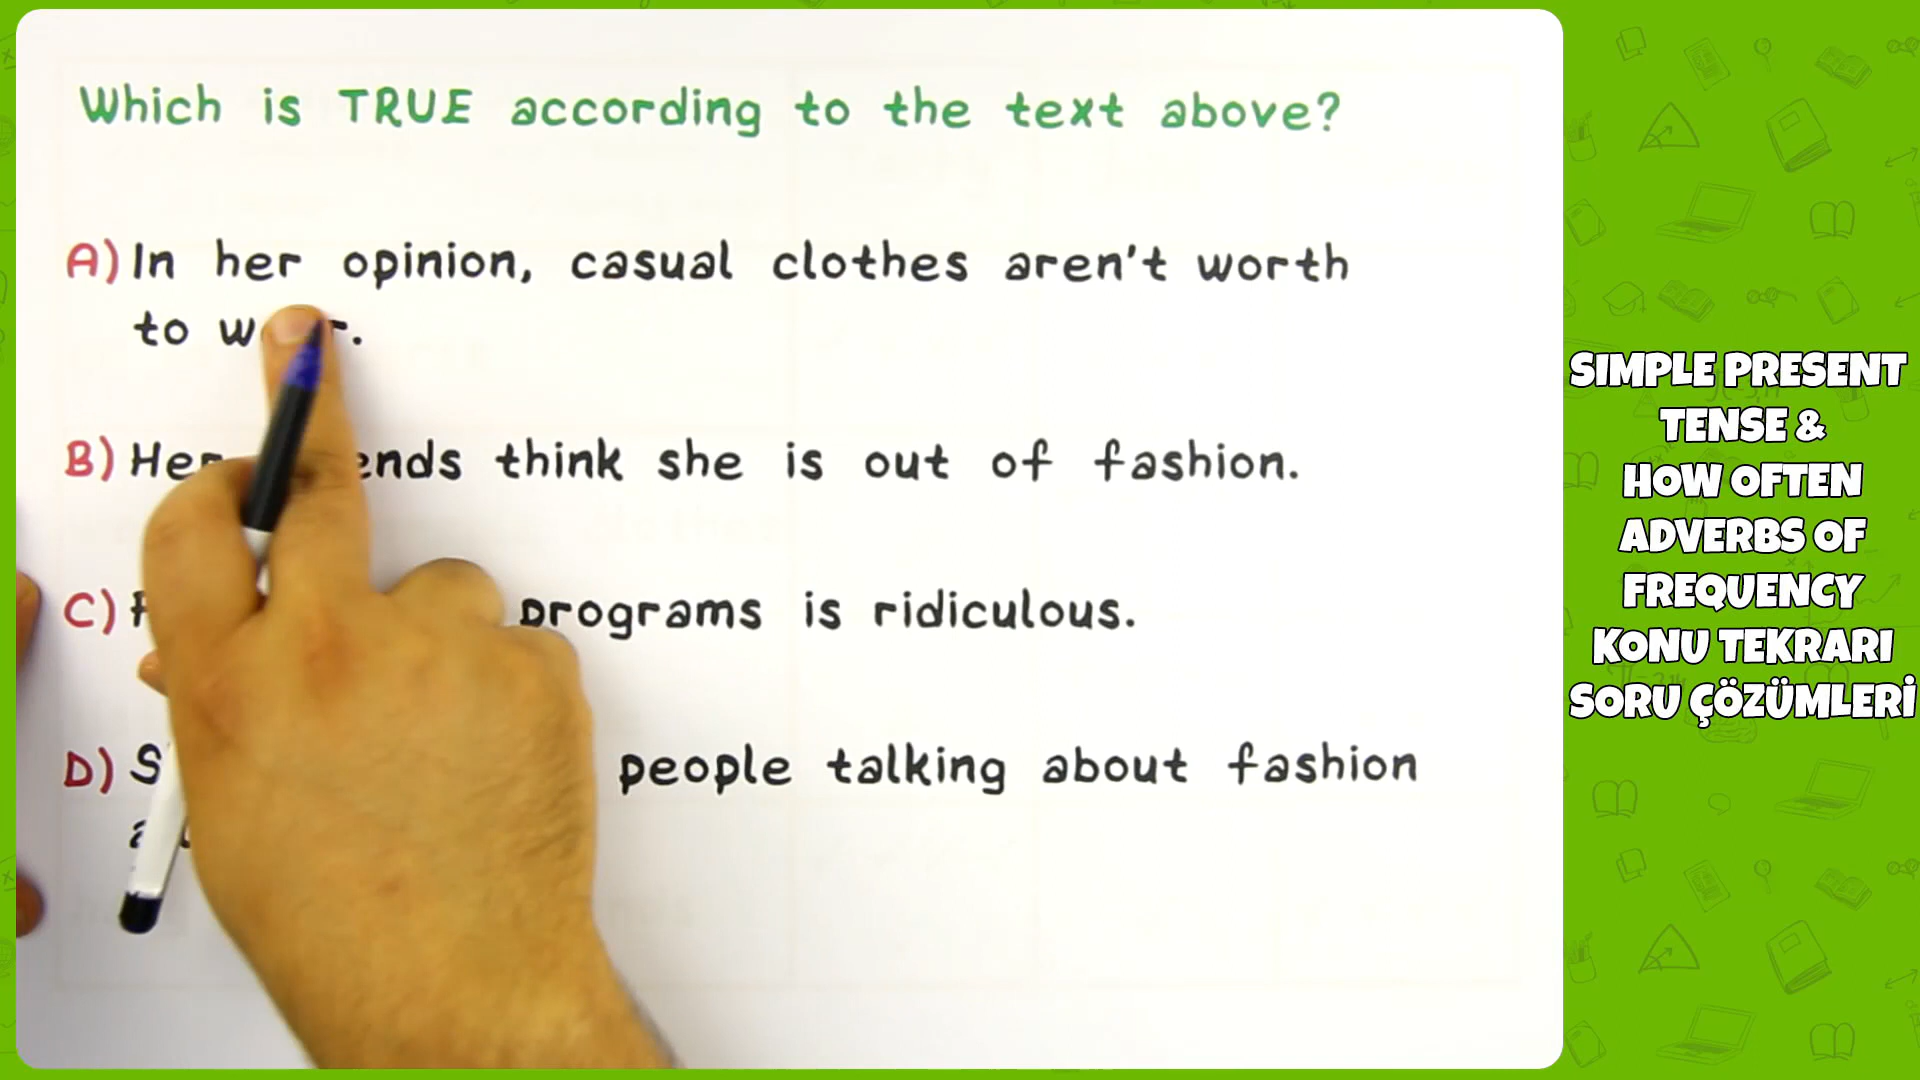 Which is TRUE according to the text above?
A) In her opinion, casual clothes aren't worth
to
B) think she is out of fashion.
C) programs is ridiculous.
D) people talking about fashion
SIMPLE PRESENT
TENSE &
HOW OFTEN
ADVERBS OF
FREQUENCY
KONU TEKRARI
SORU ÇÖZÜMLERİ